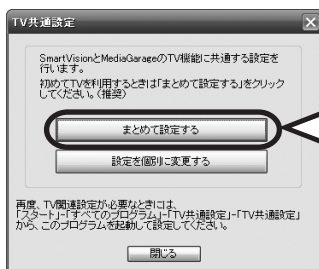 TV共通設定
SmartVisionとMediaGarageのTV機能に共通する設定を
行います。
初めてTVを利用するときは「まとめて設定する」をクリック
してください。(推奨)
まとめて設定する
設定を個別に変更する
再度、TV関連設定が必要なときには、
「スタート」-「すべてのプログラム」-「TV共通設定」-「TV共通設定」
から、このプログラムを起動して設定してください。
閉じる